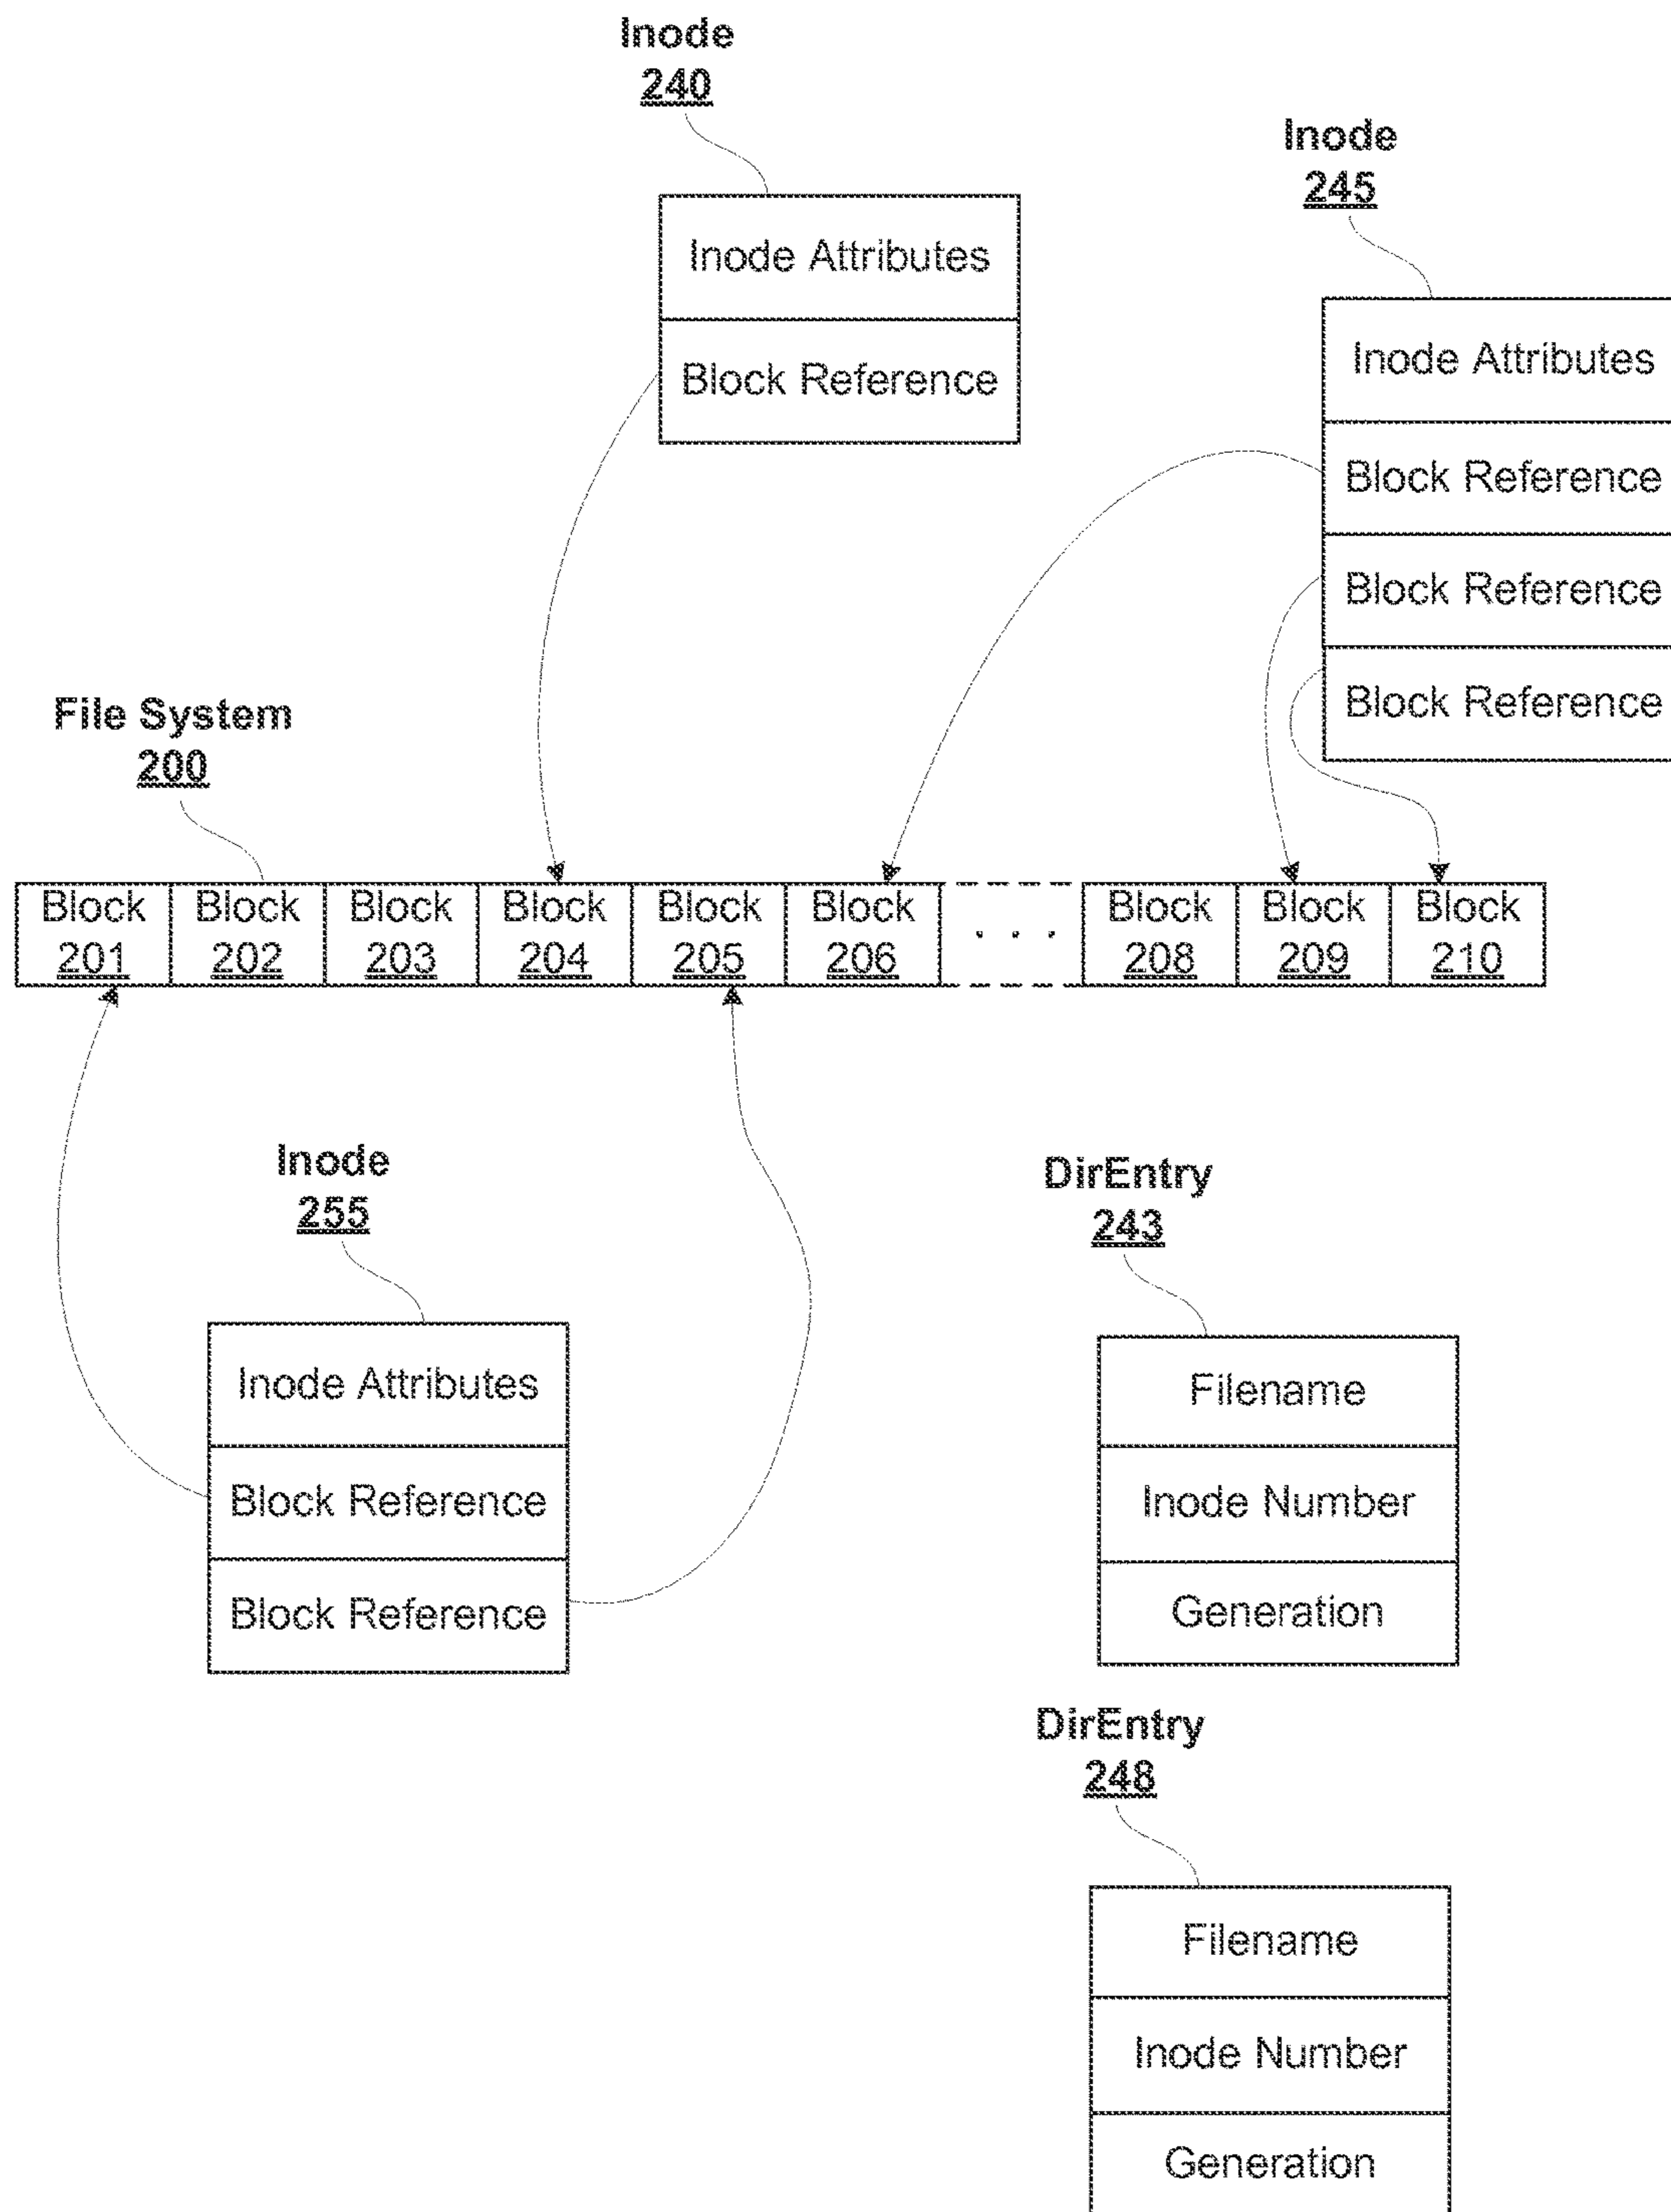 Inode
240
Inode Attributes
Block Reference
Inode
245
Inode Attributes
Block Reference
Block Reference
Block Reference
File System
200
Block Block Block Block Block Block . . . Block Block Block
201 202 203 204 205 206 208 209 210
Inode
255
Inode Attributes
Block Reference
Block Reference
DirEntry
243
Filename
Inode Number
Generation
DirEntry
248
Filename
Inode Number
Generation